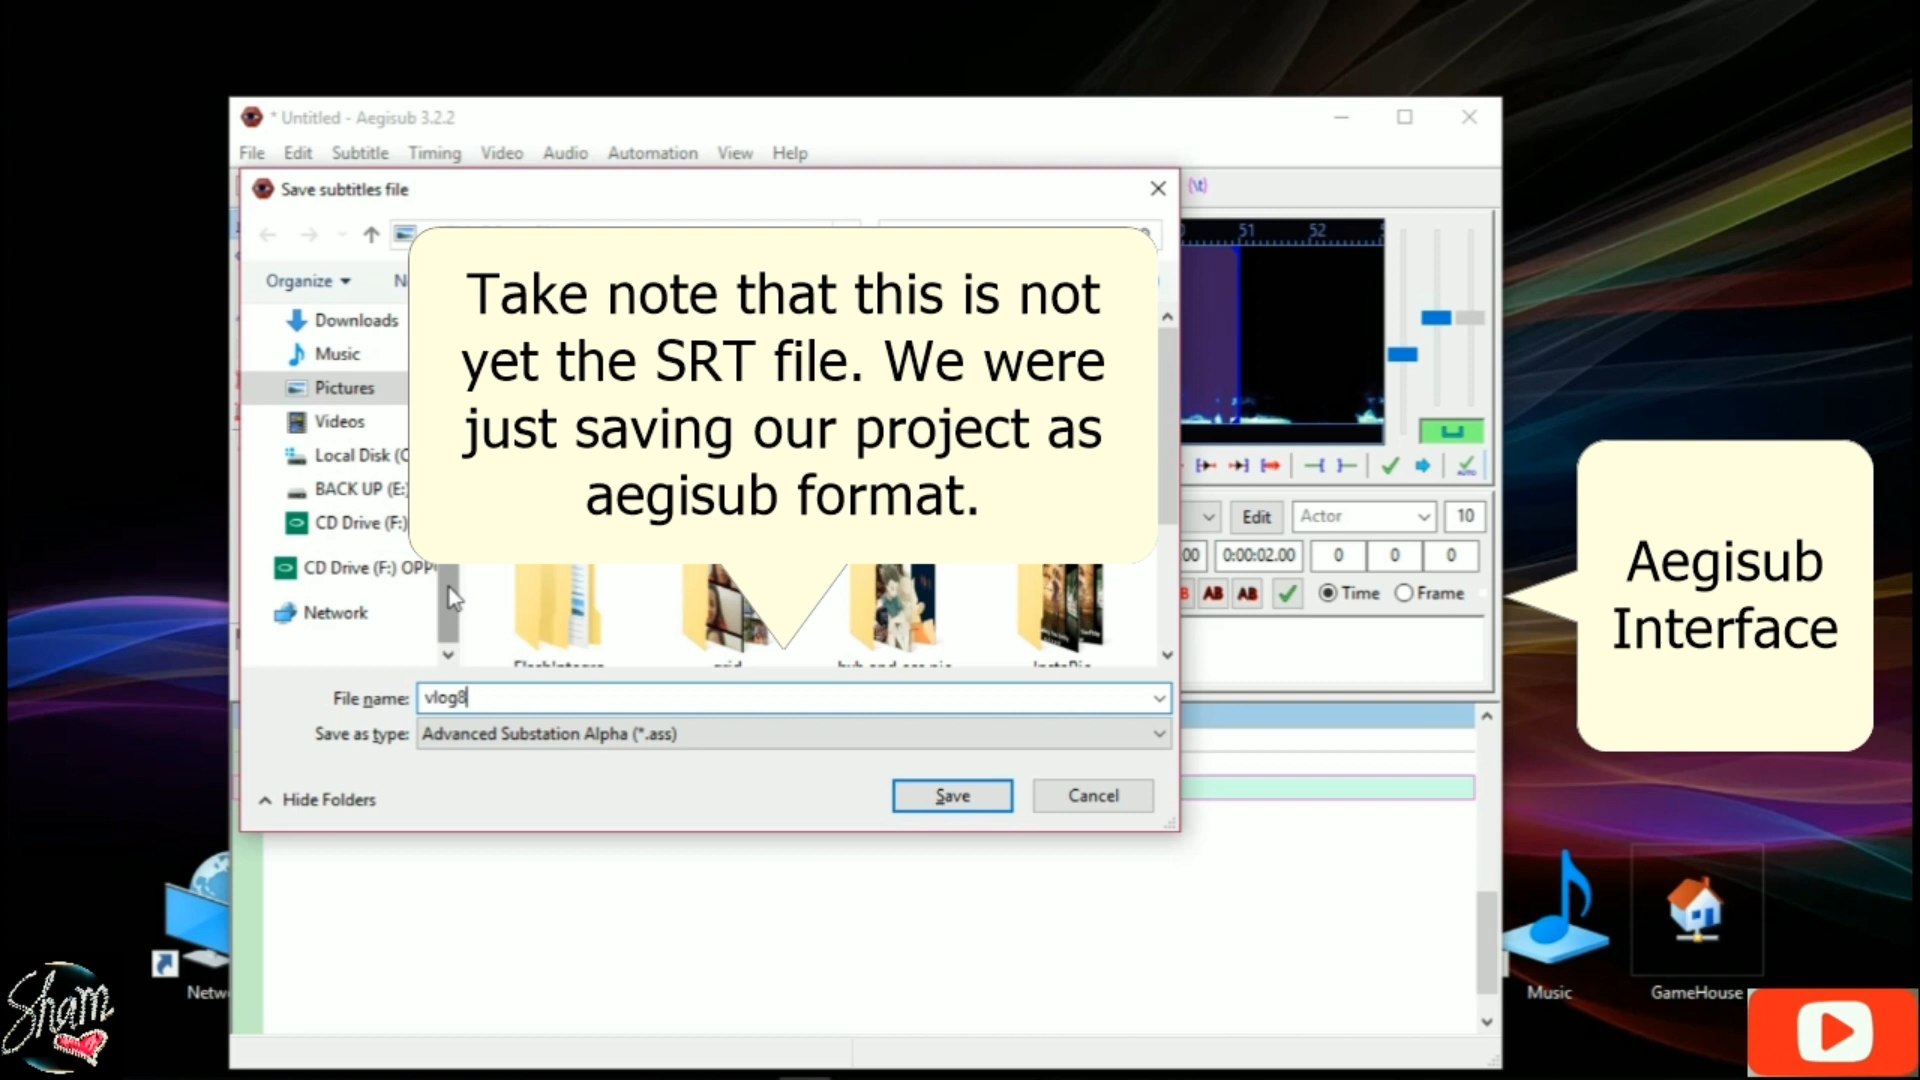 * Untitled - Aegisub 3.2.2
File Edit Subtitle Timing Video Audio Automation View Help
Save subtitles file
Organize
Downloads
Music
Pictures
Videos
Local Disk (C
BACK UP (E:)
CD Drive (F:)
CD Drive (F:) OPP
Network
Take note that this is not
yet the SRT file. We were
just saving our project as
aegisub format.
51 52
Edit Actor 10
0:00:02.00 0 0 0
AB AB Time Frame
Aegisub
Interface
File name: vlog8
Save as type: Advanced Substation Alpha (*.ass)
Hide Folders
Save
Cancel
Netw
Music
GameHouse
Sham